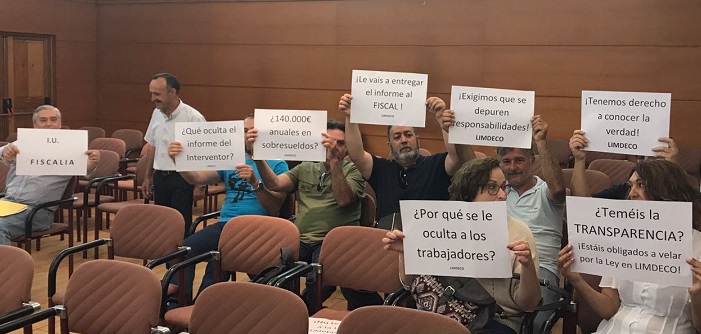 I.U.
FISCALIA
¿Qué oculta el
informe del
Interventor?
LIMDECO
¿140.000€
anuales en
sobresueldos?
LIMDECO
¿Le vais a entregar
el informe al
FISCAL !
LIMDECO
¡Exigimos que se
depuren
responsabilidades!
LIMDECO
¡Tenemos derecho
a conocer la
verdad!
LIMDECO
¿Por qué se le
oculta a los
trabajadores?
LIMDECO
¿Teméis la
TRANSPARENCIA?
¡Estáis obligados a velar
por la Ley en LIMDECO!